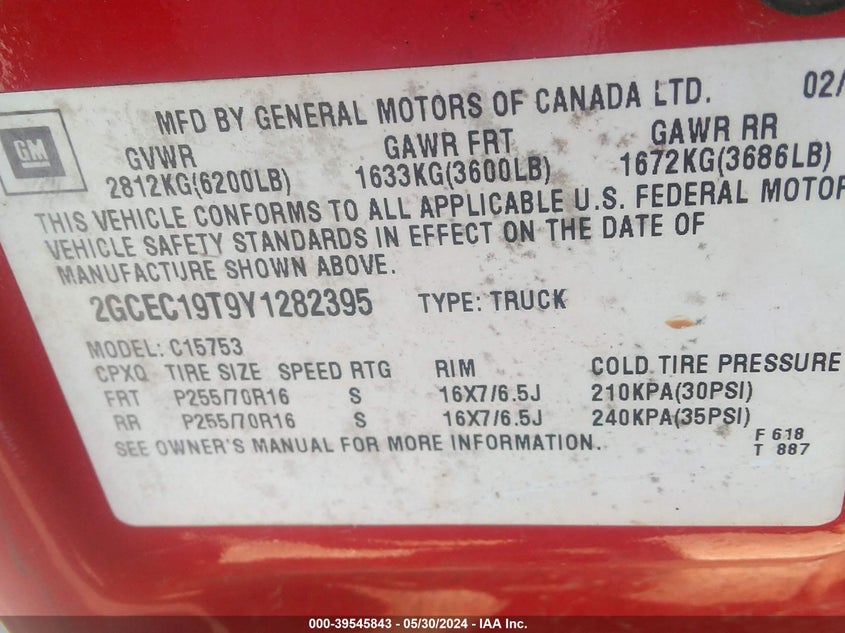 MFD BY GENERAL MOTORS OF CANADA LTD. 02/
GM
GVWR GAWR FRT GAWR RR
2812KG(6200LB) 1633KG(3600LB) 1672KG(3686LB)
THIS VEHICLE CONFORMS TO ALL APPLICABLE U.S. FEDERAL MOTOR
VEHICLE SAFETY STANDARDS IN EFFECT ON THE DATE OF
MANUFACTURE SHOWN ABOVE.
2GCEC19T9Y1282395 TYPE: TRUCK
MODEL: C15753
CPXQ TIRE SIZE SPEED RTG RIM COLD TIRE PRESSURE
FRT P255/70R16 S 16X7/6.5J 210KPA(30PSI)
RR P255/70R16 S 16X7/6.5J 240KPA(35PSI)
SEE OWNER'S MANUAL FOR MORE INFORMATION.
F 618
T 887
000-39545843 — 05/30/2024 — IAA Inc.